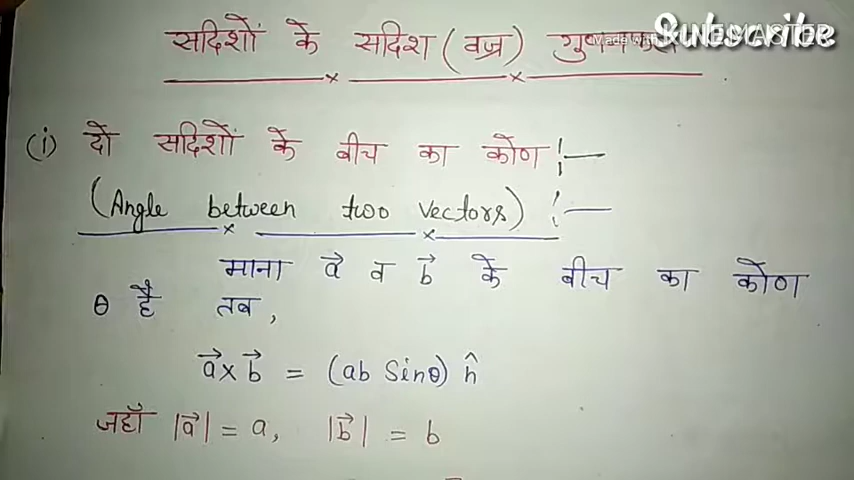 सदिशों के सदिश (वज्र) Subscribe
(i) दो सदिशों के बीच का कोण :—
(Angle between two vectors) :—
माना a⃗ व b⃗ के बीच का कोण
θ है तब,
a⃗ × b⃗ = (ab Sinθ) n̂
जहाँ |a⃗| = a, |b⃗| = b